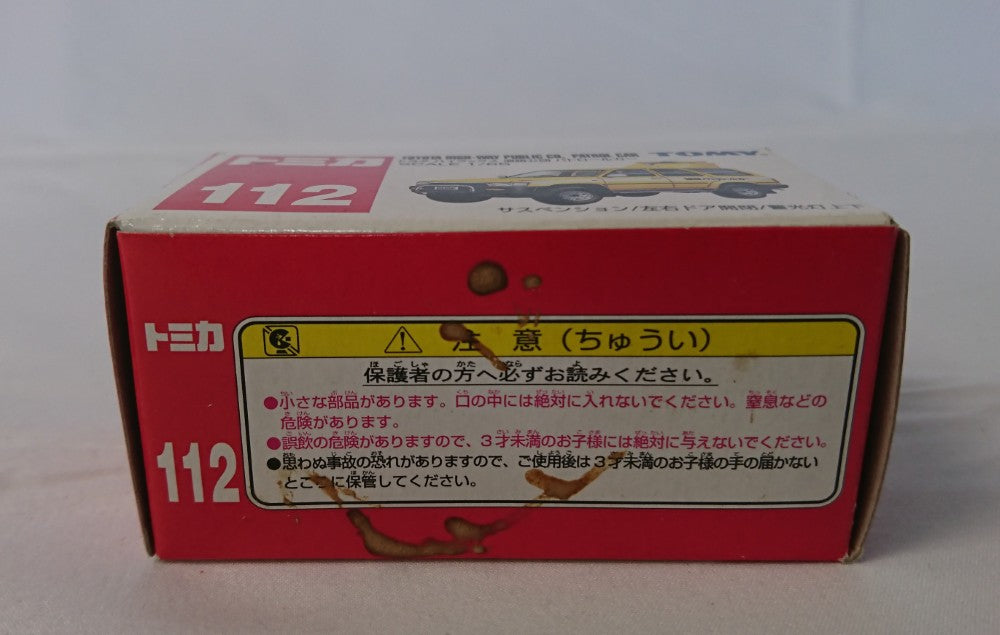 トミカ
112
TOYOTA HIGH-WAY PUBLIC CO. PATROL CAR
TOMY
SCALE 1/66
サスペンション/左右ドア開閉/警光灯上下
トミカ
112
注意(ちゅうい)
保護者の方へ必ずお読みください。
●小さな部品があります。口の中には絶対に入れないでください。窒息などの
危険があります。
●誤飲の危険がありますので、3才未満のお子様には絶対に与えないでください。
●思わぬ事故の恐れがありますので、ご使用後は3才未満のお子様の手の届かない
ところに保管してください。